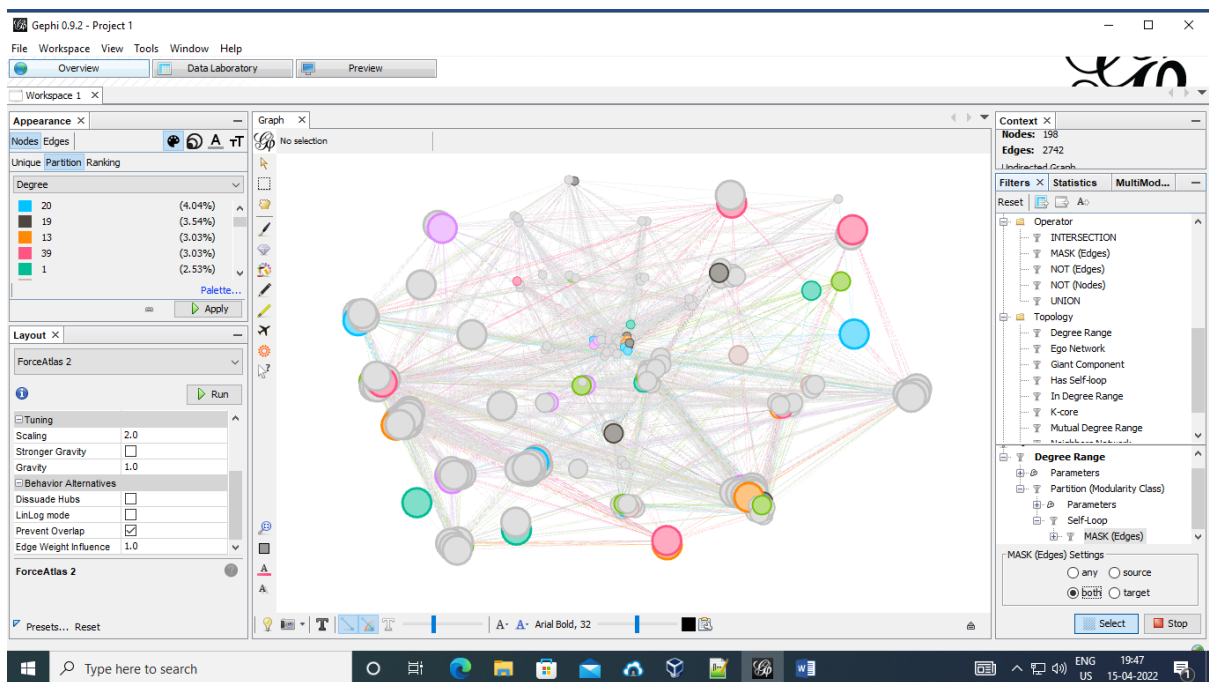 Gephi 0.9.2 - Project 1
File Workspace View Tools Window Help
Overview Data Laboratory Preview
Workspace 1
Appearance
Nodes Edges
Unique Partition Ranking
Degree
20 (4.04%)
19 (3.54%)
13 (3.03%)
39 (3.03%)
1 (2.53%)
Palette...
Apply
Layout
ForceAtlas 2
Run
Tuning
Scaling 2.0
Stronger Gravity
Gravity 1.0
Behavior Alternatives
Dissuade Hubs
LinLog mode
Prevent Overlap
Edge Weight Influence 1.0
ForceAtlas 2
Presets... Reset
Graph
No selection
Arial Bold, 32
Context
Nodes: 198
Edges: 2742
Undirected Graph
Filters Statistics MultiMod...
Reset
Operator
INTERSECTION
MASK (Edges)
NOT (Edges)
NOT (Nodes)
UNION
Topology
Degree Range
Ego Network
Giant Component
Has Self-loop
In Degree Range
K-core
Mutual Degree Range
Degree Range
Parameters
Partition (Modularity Class)
Parameters
Self-Loop
MASK (Edges)
MASK (Edges) Settings
any source
both target
Select Stop
Type here to search
ENG 19:47
US 15-04-2022